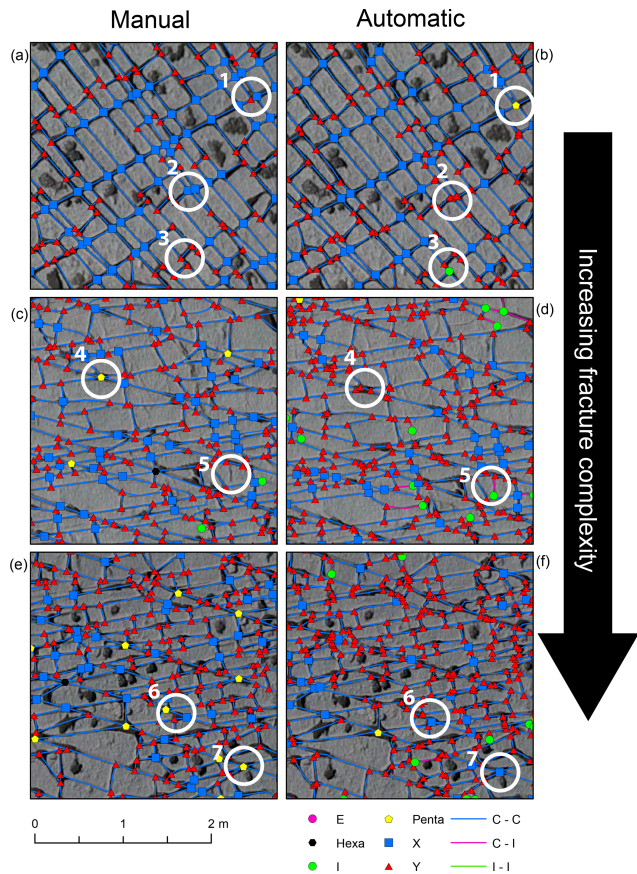 Manual Automatic
(a) (b)
1 1
2 2
3 3
(c) (d)
4 4
5 5
(e) (f)
6 6
7 7
Increasing fracture complexity
0 1 2 m
E Penta C - C
Hexa X C - I
I Y I - I